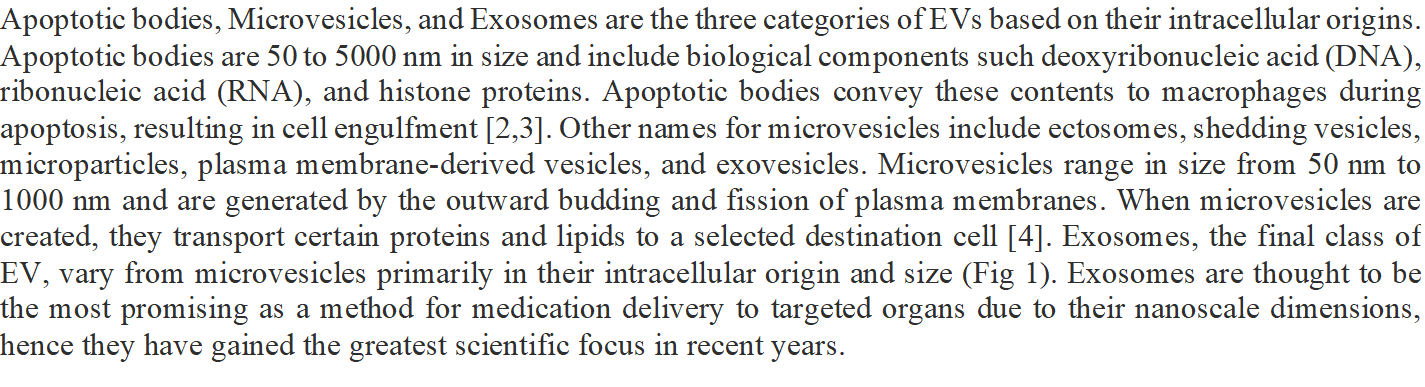 Apoptotic bodies, Microvesicles, and Exosomes are the three categories of EVs based on their intracellular origins.
Apoptotic bodies are 50 to 5000 nm in size and include biological components such deoxyribonucleic acid (DNA),
ribonucleic acid (RNA), and histone proteins. Apoptotic bodies convey these contents to macrophages during
apoptosis, resulting in cell engulfment [2,3]. Other names for microvesicles include ectosomes, shedding vesicles,
microparticles, plasma membrane-derived vesicles, and exovesicles. Microvesicles range in size from 50 nm to
1000 nm and are generated by the outward budding and fission of plasma membranes. When microvesicles are
created, they transport certain proteins and lipids to a selected destination cell [4]. Exosomes, the final class of
EV, vary from microvesicles primarily in their intracellular origin and size (Fig 1). Exosomes are thought to be
the most promising as a method for medication delivery to targeted organs due to their nanoscale dimensions,
hence they have gained the greatest scientific focus in recent years.